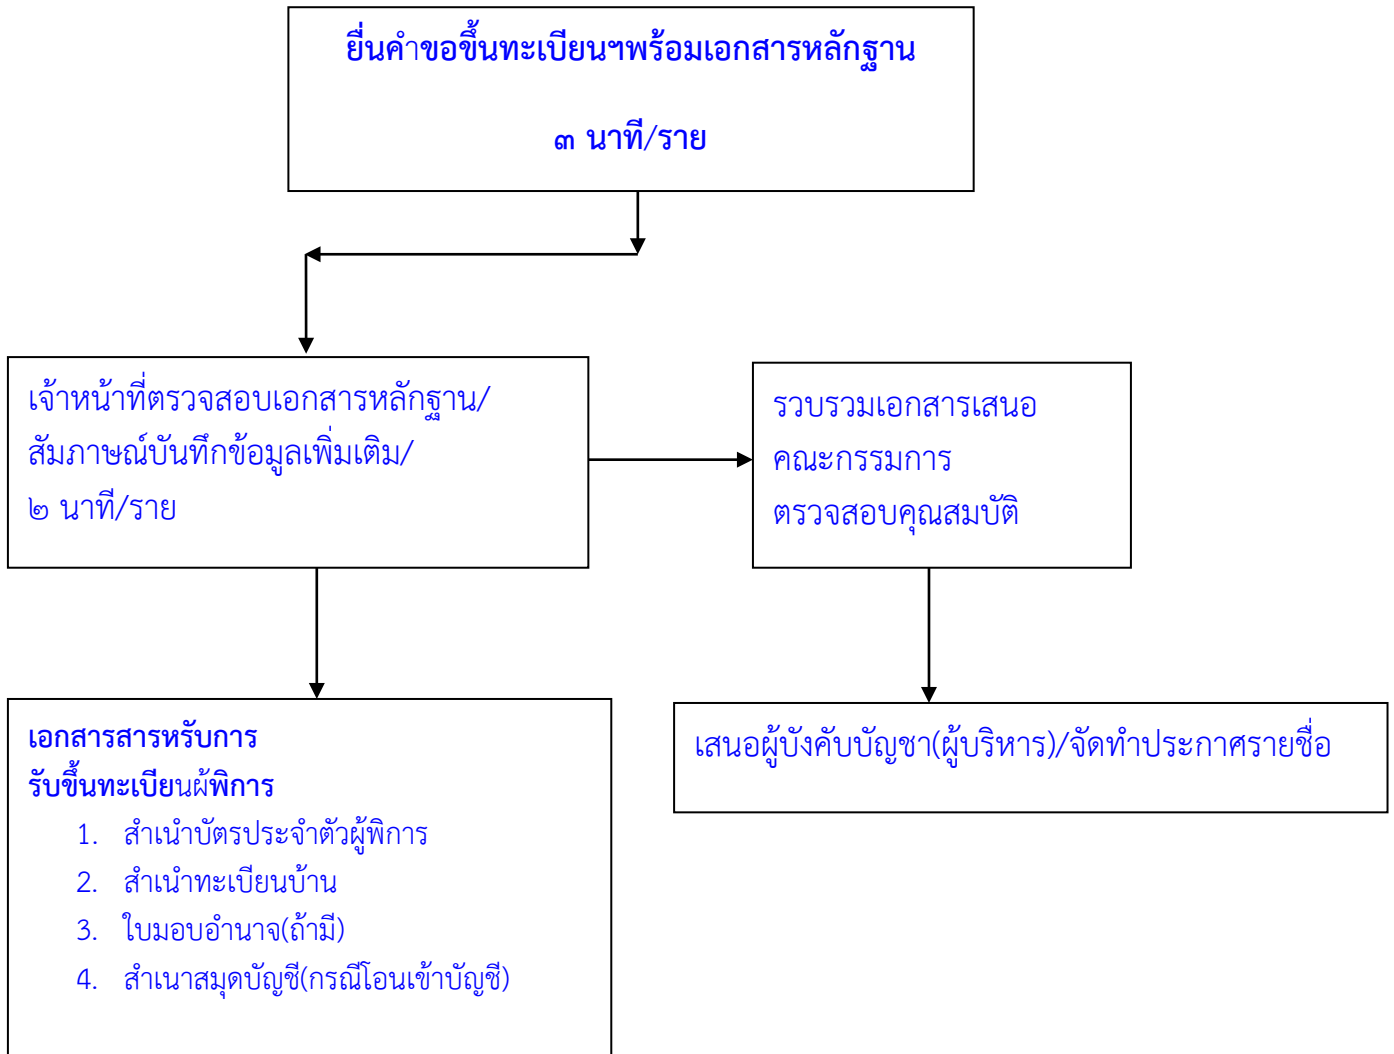 ยื่นคำขอขึ้นทะเบียนฯพร้อมเอกสารหลักฐาน
๓ นาที/ราย
เจ้าหน้าที่ตรวจสอบเอกสารหลักฐาน/
สัมภาษณ์บันทึกข้อมูลเพิ่มเติม/
๒ นาที/ราย
รวบรวมเอกสารเสนอ
คณะกรรมการ
ตรวจสอบคุณสมบัติ
เอกสารสารหรับการ
รับขึ้นทะเบียนผ้พิการ
1. สำเนำบัตรประจำตัวผู้พิการ
2. สำเนำทะเบียนบ้าน
3. ใบมอบอำนาจ(ถ้ามี)
4. สำเนาสมุดบัญชี(กรณีโอนเข้าบัญชี)
เสนอผู้บังคับบัญชา(ผู้บริหาร)/จัดทำประกาศรายชื่อ